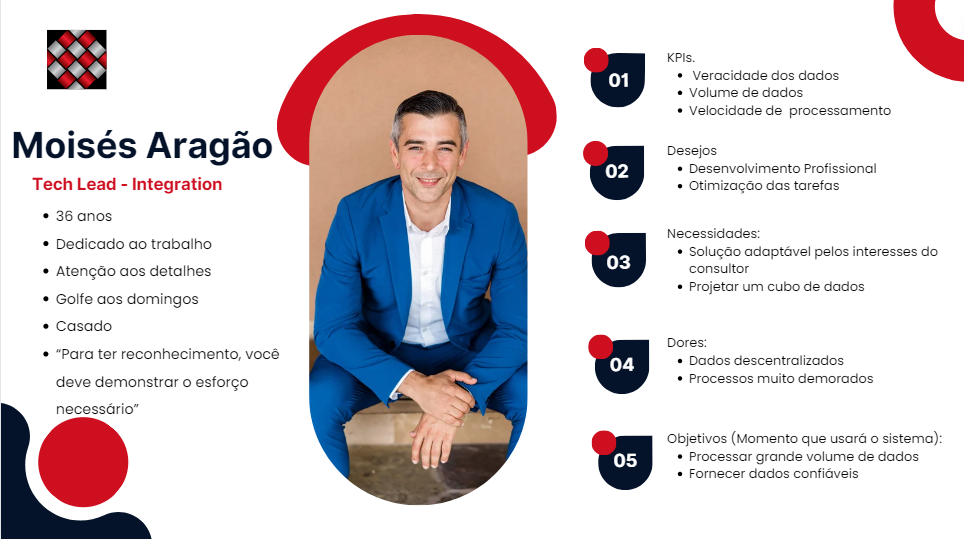 Moisés Aragão
Tech Lead - Integration
36 anos
Dedicado ao trabalho
Atenção aos detalhes
Golfe aos domingos
Casado
“Para ter reconhecimento, você
deve demonstrar o esforço
necessário”
01
KPIs.
Veracidade dos dados
Volume de dados
Velocidade de processamento
02
Desejos
Desenvolvimento Profissional
Otimização das tarefas
03
Necessidades:
Solução adaptável pelos interesses do
consultor
Projetar um cubo de dados
04
Dores:
Dados descentralizados
Processos muito demorados
05
Objetivos (Momento que usará o sistema):
Processar grande volume de dados
Fornecer dados confiáveis